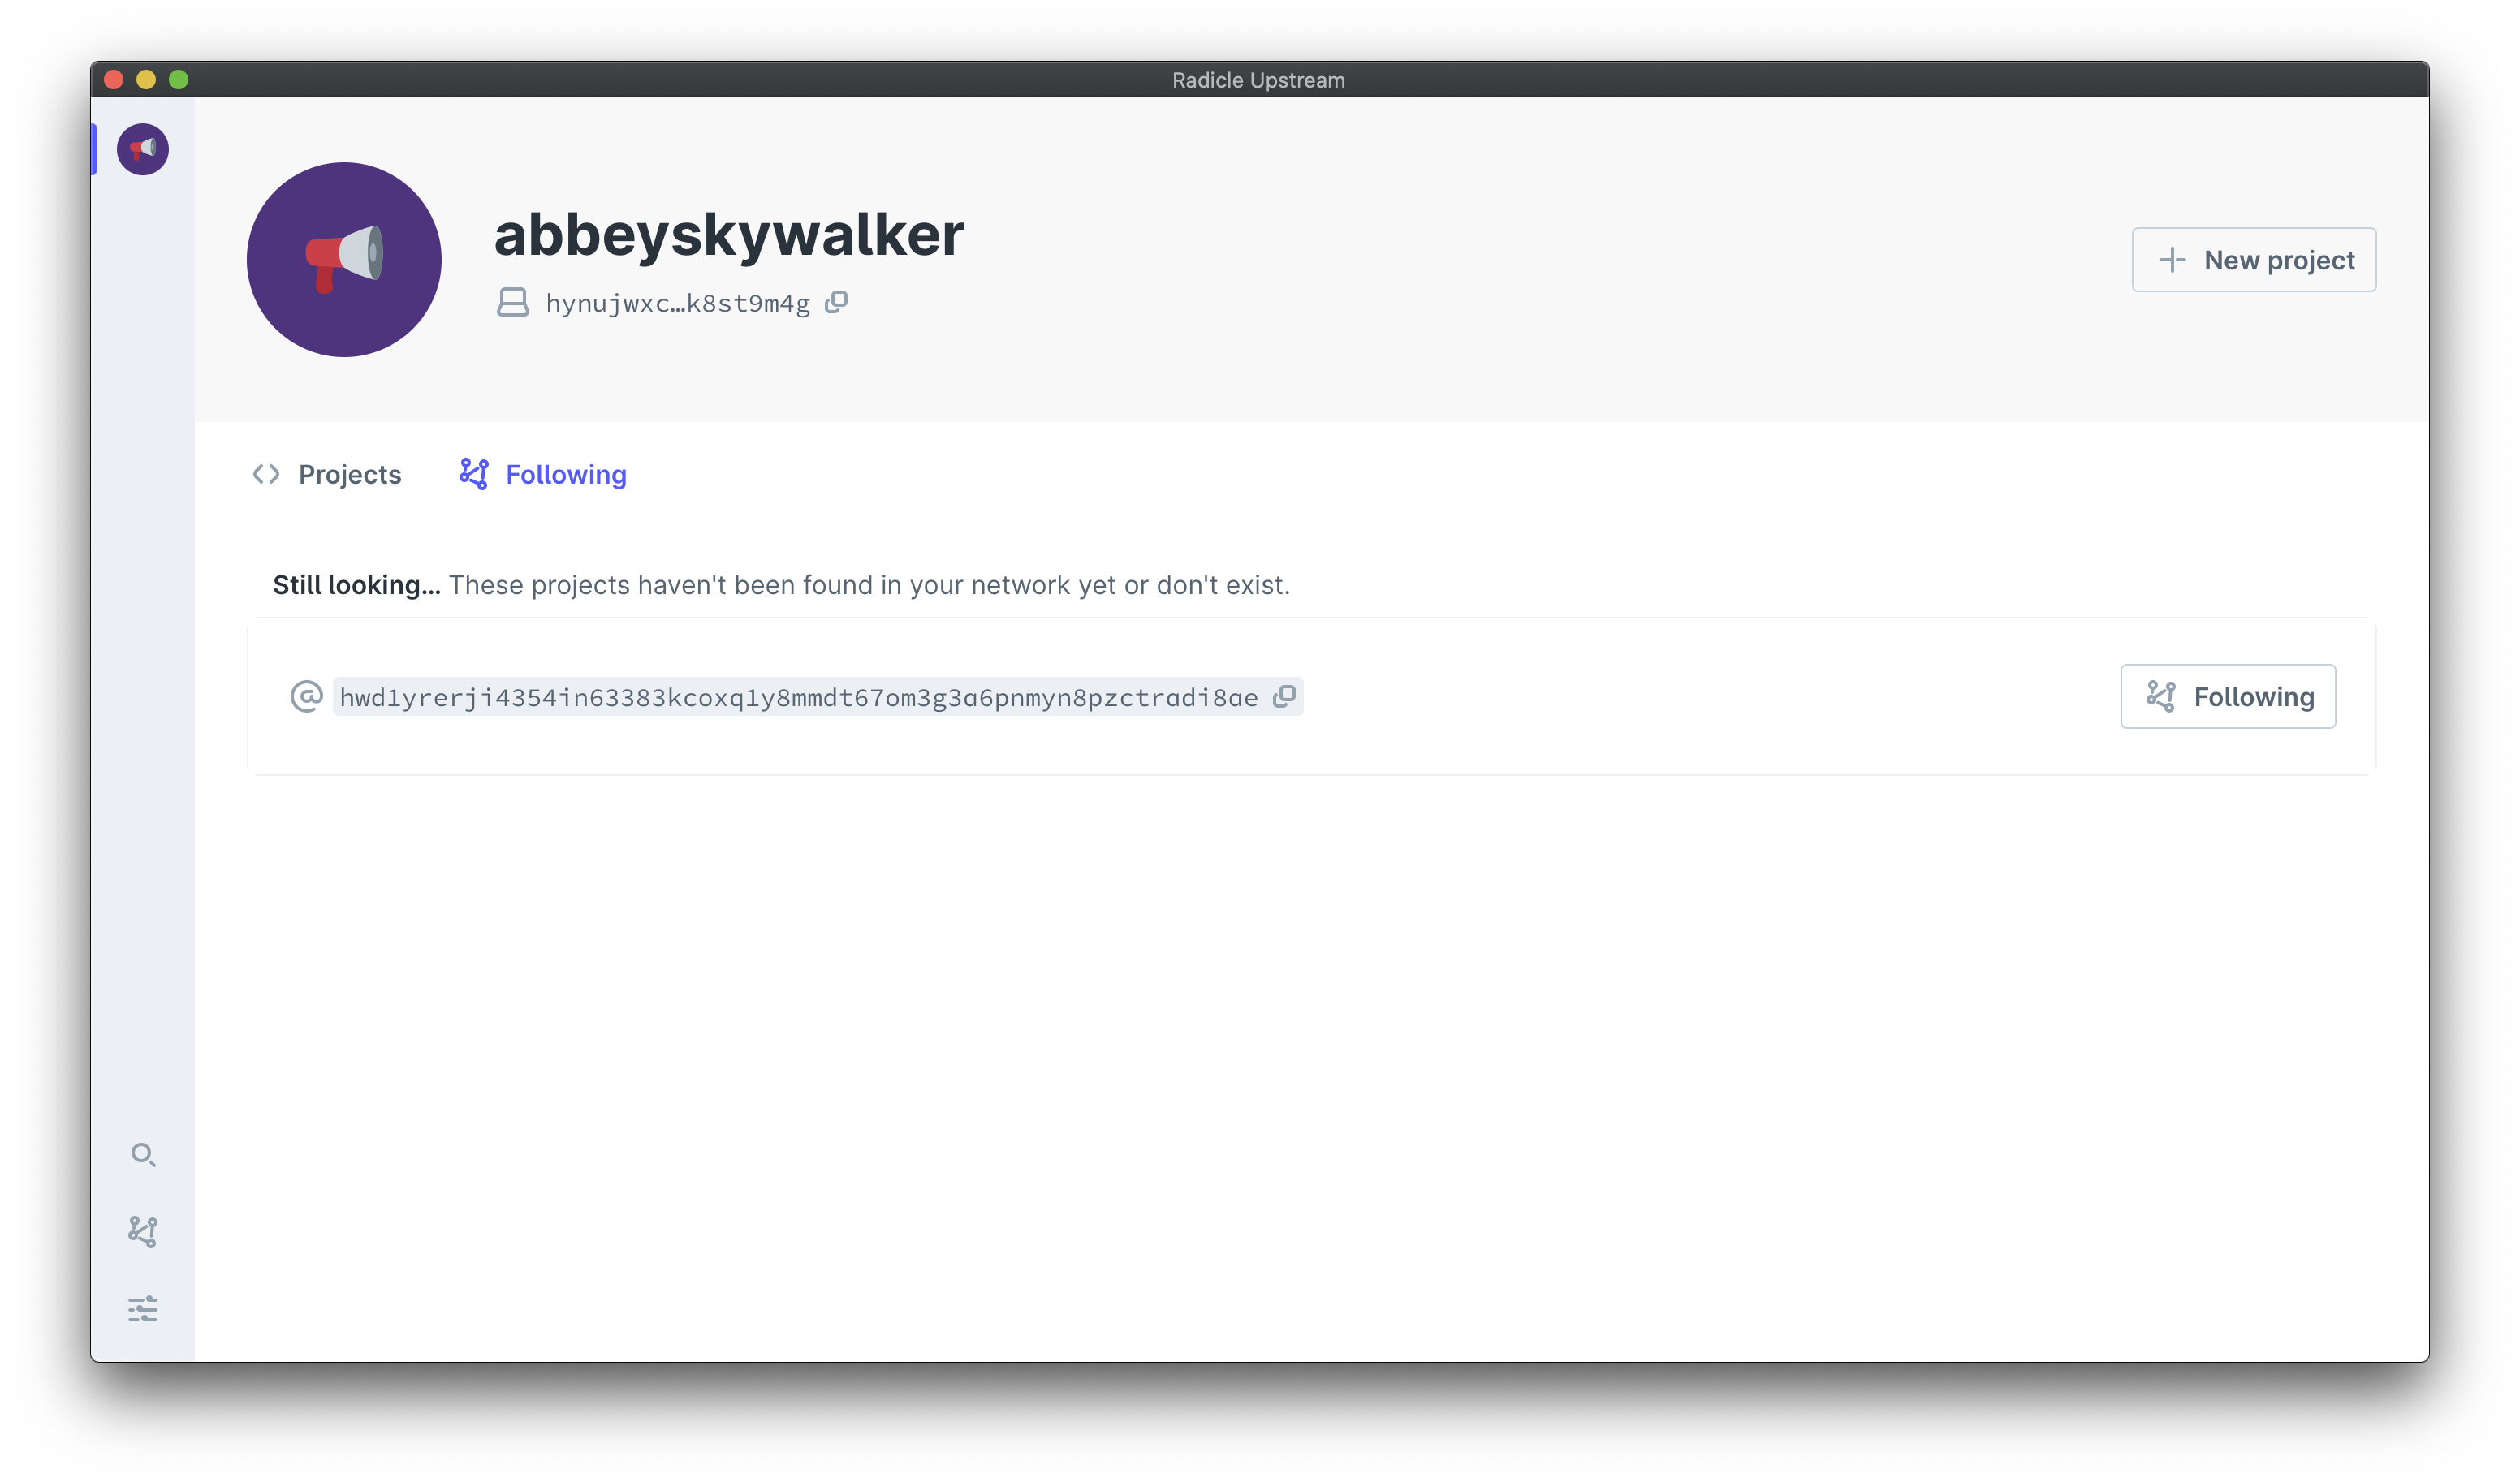 Radicle Upstream
abbeyskywalker
hynujwxc…k8st9m4g
New project
Projects
Following
Still looking... These projects haven't been found in your network yet or don't exist.
hwd1yrerji4354in63383kcoxq1y8mmdt67om3g3a6pnmyn8pzctradi8ae
Following